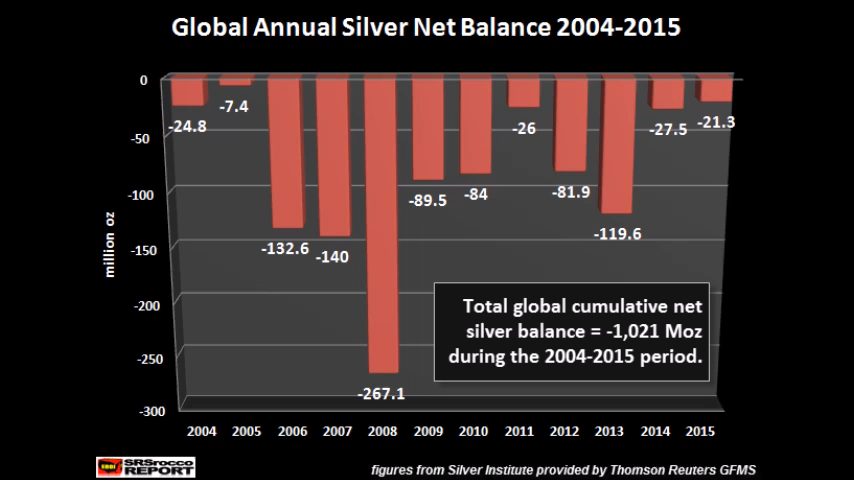 Global Annual Silver Net Balance 2004-2015
0
-50
-100
-150
-200
-250
-300
million oz
-24.8
-7.4
-132.6
-140
-267.1
-89.5
-84
-26
-81.9
-119.6
-27.5
-21.3
Total global cumulative net
silver balance = -1,021 Moz
during the 2004-2015 period.
2004 2005 2006 2007 2008 2009 2010 2011 2012 2013 2014 2015
SRSrocco
REPORT
figures from Silver Institute provided by Thomson Reuters GFMS